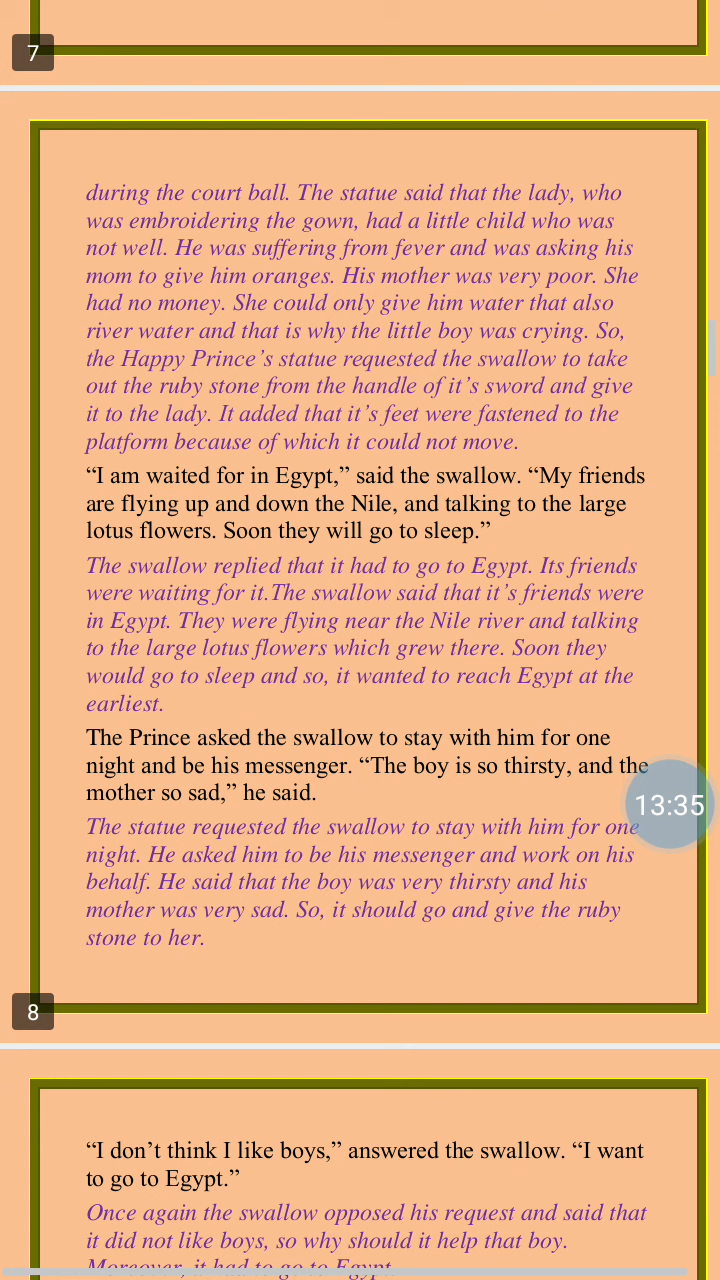 7
during the court ball. The statue said that the lady, who
was embroidering the gown, had a little child who was
not well. He was suffering from fever and was asking his
mom to give him oranges. His mother was very poor. She
had no money. She could only give him water that also
river water and that is why the little boy was crying. So,
the Happy Prince’s statue requested the swallow to take
out the ruby stone from the handle of it’s sword and give
it to the lady. It added that it’s feet were fastened to the
platform because of which it could not move.
“I am waited for in Egypt,” said the swallow. “My friends
are flying up and down the Nile, and talking to the large
lotus flowers. Soon they will go to sleep.”
The swallow replied that it had to go to Egypt. Its friends
were waiting for it.The swallow said that it’s friends were
in Egypt. They were flying near the Nile river and talking
to the large lotus flowers which grew there. Soon they
would go to sleep and so, it wanted to reach Egypt at the
earliest.
The Prince asked the swallow to stay with him for one
night and be his messenger. “The boy is so thirsty, and the
mother so sad,” he said.
13:35
The statue requested the swallow to stay with him for one
night. He asked him to be his messenger and work on his
behalf. He said that the boy was very thirsty and his
mother was very sad. So, it should go and give the ruby
stone to her.
8
“I don’t think I like boys,” answered the swallow. “I want
to go to Egypt.”
Once again the swallow opposed his request and said that
it did not like boys, so why should it help that boy.
Moreover, it had to go to Egypt.